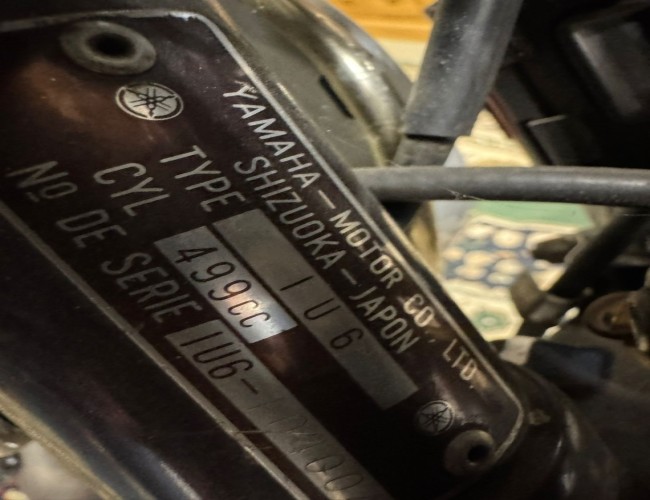 YAMAHA-MOTOR CO., LTD.
SHIZUOKA-JAPON
TYPE 1U6
CYL 499CC
Nº DE SERIE 1U6-